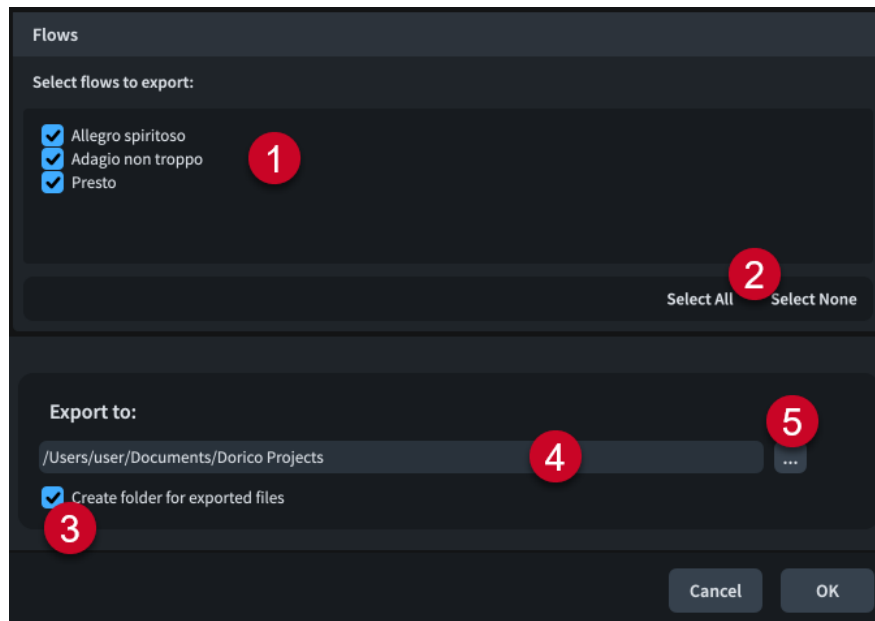 Flows
Select flows to export:
Allegro spiritoso
Adagio non troppo
1
Presto
2
Select All Select None
Export to:
5
/Users/user/Documents/Dorico Projects
4
...
Create folder for exported files
3
Cancel OK